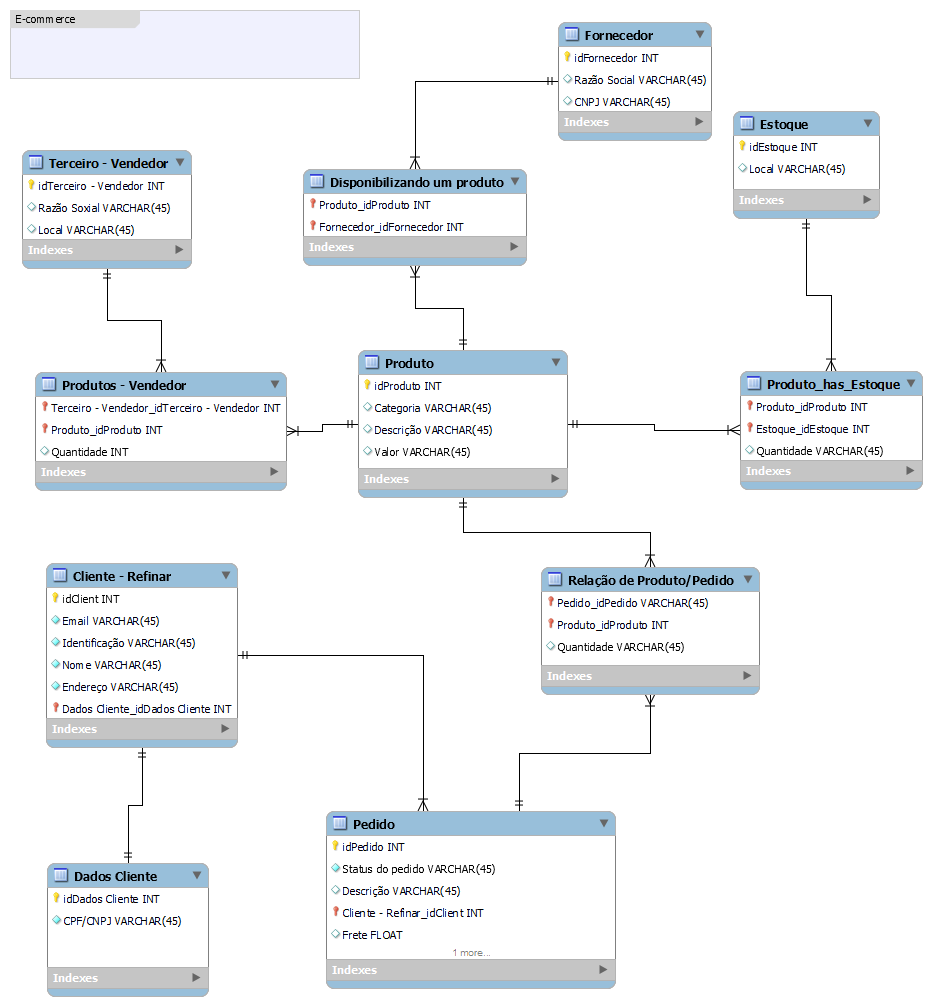 E-commerce
Fornecedor
idFornecedor INT
Razão Social VARCHAR(45)
CNPJ VARCHAR(45)
Indexes
Estoque
idEstoque INT
Local VARCHAR(45)
Indexes
Terceiro - Vendedor
idTerceiro - Vendedor INT
Razão Soxial VARCHAR(45)
Local VARCHAR(45)
Indexes
Disponibilizando um produto
Produto_idProduto INT
Fornecedor_idFornecedor INT
Indexes
Produto
idProduto INT
Categoria VARCHAR(45)
Descrição VARCHAR(45)
Valor VARCHAR(45)
Indexes
Produtos - Vendedor
Terceiro - Vendedor_idTerceiro - Vendedor INT
Produto_idProduto INT
Quantidade INT
Indexes
Produto_has_Estoque
Produto_idProduto INT
Estoque_idEstoque INT
Quantidade VARCHAR(45)
Indexes
Cliente - Refinar
idClient INT
Email VARCHAR(45)
Identificação VARCHAR(45)
Nome VARCHAR(45)
Endereço VARCHAR(45)
Dados Cliente_idDados Cliente INT
Indexes
Relação de Produto/Pedido
Pedido_idPedido VARCHAR(45)
Produto_idProduto INT
Quantidade VARCHAR(45)
Indexes
Pedido
idPedido INT
Status do pedido VARCHAR(45)
Descrição VARCHAR(45)
Cliente - Refinar_idClient INT
Frete FLOAT
1 more...
Indexes
Dados Cliente
idDados Cliente INT
CPF/CNPJ VARCHAR(45)
Indexes